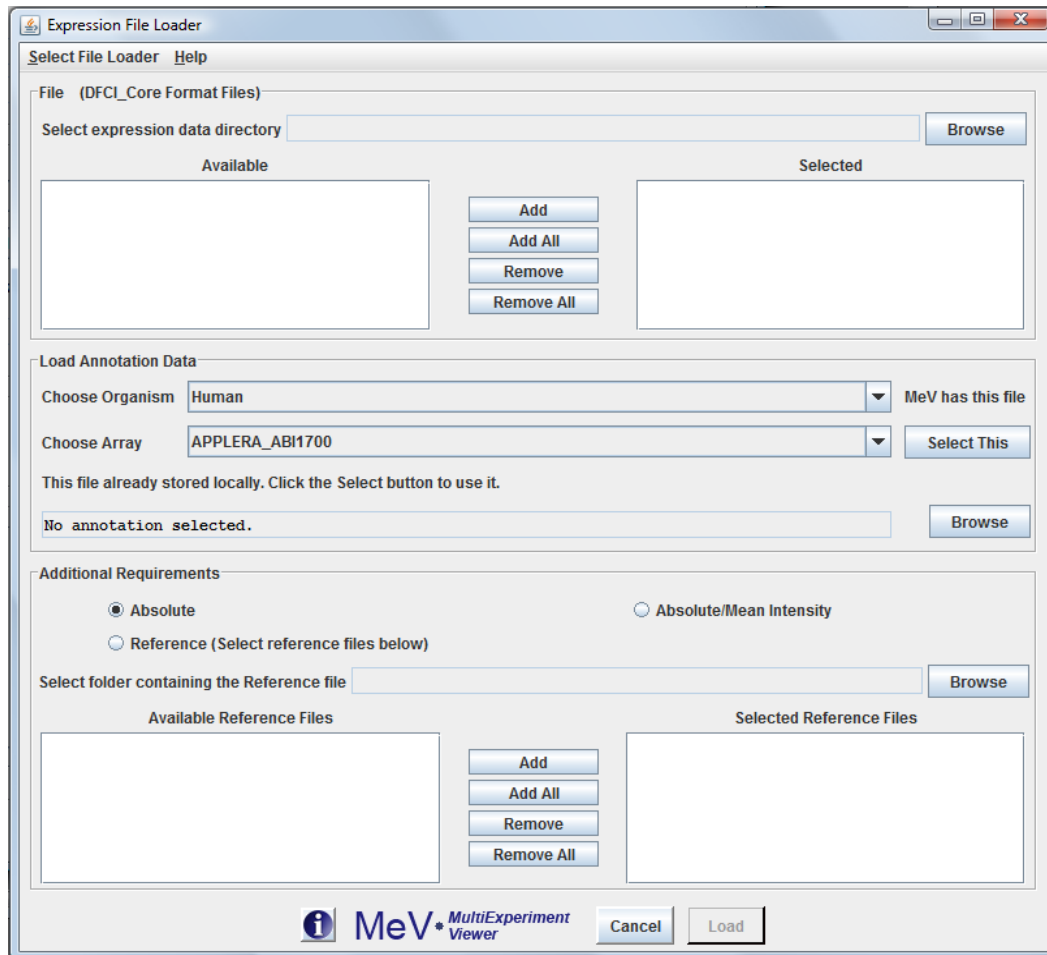 Expression File Loader
Select File Loader Help
File (DFCI_Core Format Files)
Select expression data directory Browse
Available Selected
Add
Add All
Remove
Remove All
Load Annotation Data
Choose Organism Human MeV has this file
Choose Array APPLERA_ABI1700 Select This
This file already stored locally. Click the Select button to use it.
No annotation selected. Browse
Additional Requirements
Absolute Absolute/Mean Intensity
Reference (Select reference files below)
Select folder containing the Reference file Browse
Available Reference Files Selected Reference Files
Add
Add All
Remove
Remove All
i MeV MultiExperiment Viewer Cancel Load